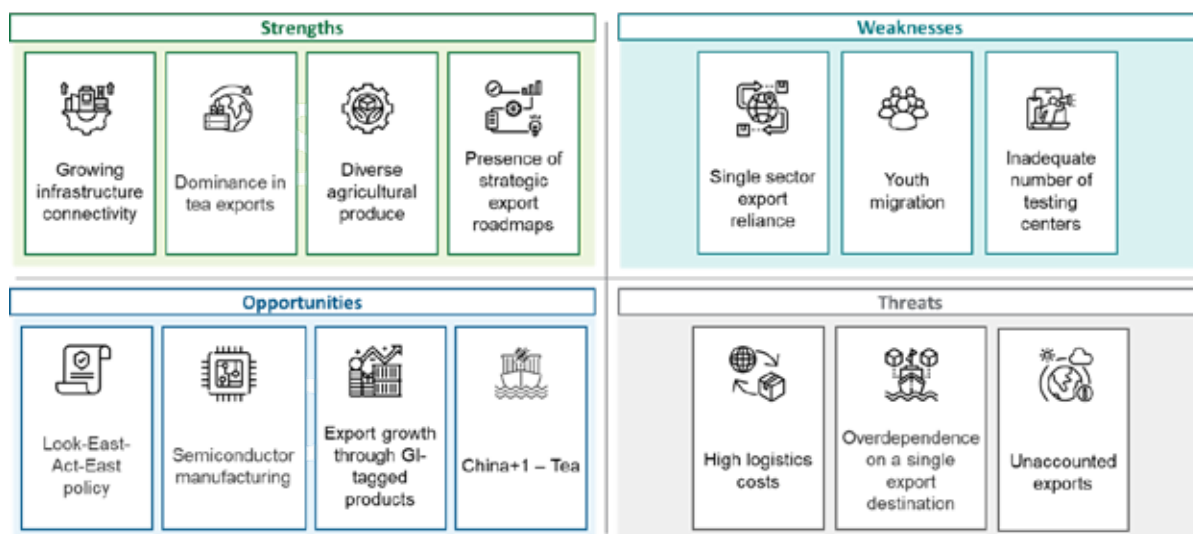 Strengths
Growing
infrastructure
connectivity
Dominance in
tea exports
Diverse
agricultural
produce
Presence of
strategic
export
roadmaps
Weaknesses
Single sector
export
reliance
Youth
migration
Inadequate
number of
testing
centers
Opportunities
Look-East-
Act-East
policy
Semiconductor
manufacturing
Export growth
through GI-
tagged
products
China+1 – Tea
Threats
High logistics
costs
Overdependence
on a single
export
destination
Unaccounted
exports